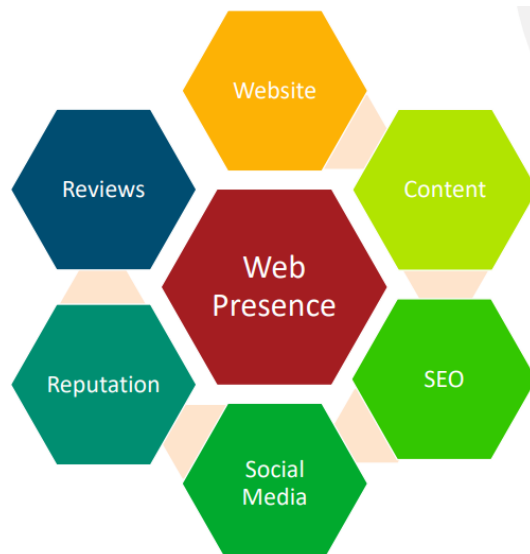 Website
Reviews
Content
Web
Presence
Reputation
SEO
Social
Media